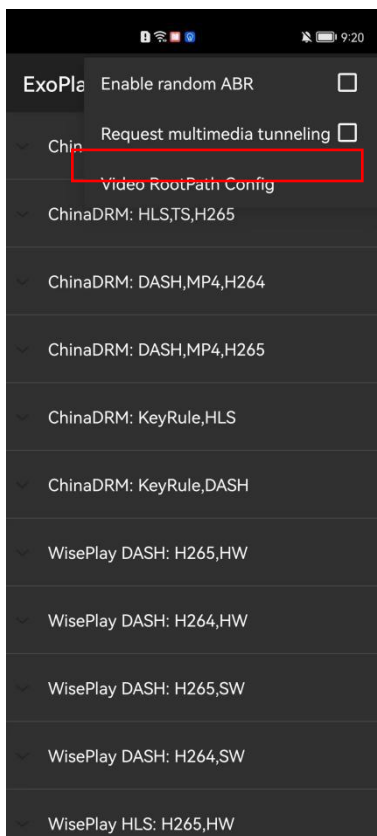 9:20
ExoPla
Enable random ABR
Request multimedia tunneling
Chin
Video RootPath Config
ChinaDRM: HLS,TS,H265
ChinaDRM: DASH,MP4,H264
ChinaDRM: DASH,MP4,H265
ChinaDRM: KeyRule,HLS
ChinaDRM: KeyRule,DASH
WisePlay DASH: H265,HW
WisePlay DASH: H264,HW
WisePlay DASH: H265,SW
WisePlay DASH: H264,SW
WisePlay HLS: H265,HW